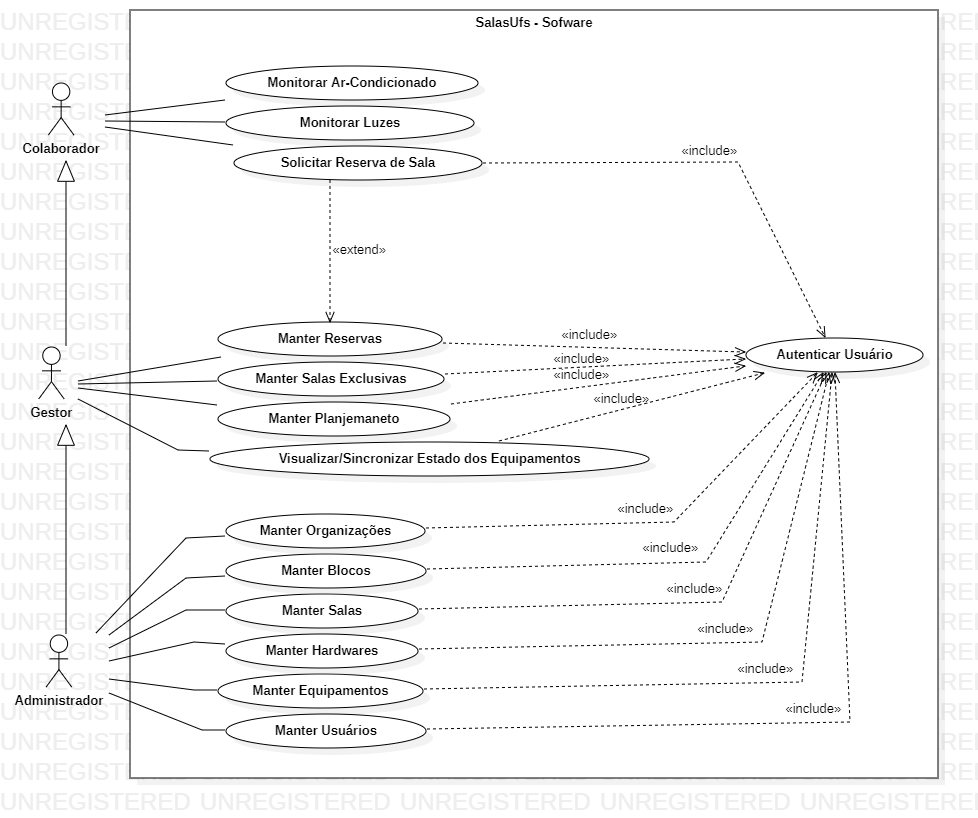 SalasUfs - Sofware
Monitorar Ar-Condicionado
Monitorar Luzes
Colaborador
Solicitar Reserva de Sala
«include»
«extend»
Manter Reservas
«include»
Autenticar Usuário
«include»
Manter Salas Exclusivas
«include»
Gestor
Manter Planjemaneto
«include»
Visualizar/Sincronizar Estado dos Equipamentos
«include»
Manter Organizações
«include»
Manter Blocos
«include»
Manter Salas
«include»
Manter Hardwares
«include»
Manter Equipamentos
Administrador
«include»
Manter Usuários
UNREGISTERED UNREGISTERED UNREGISTERED UNREGISTERED UNREGISTERE